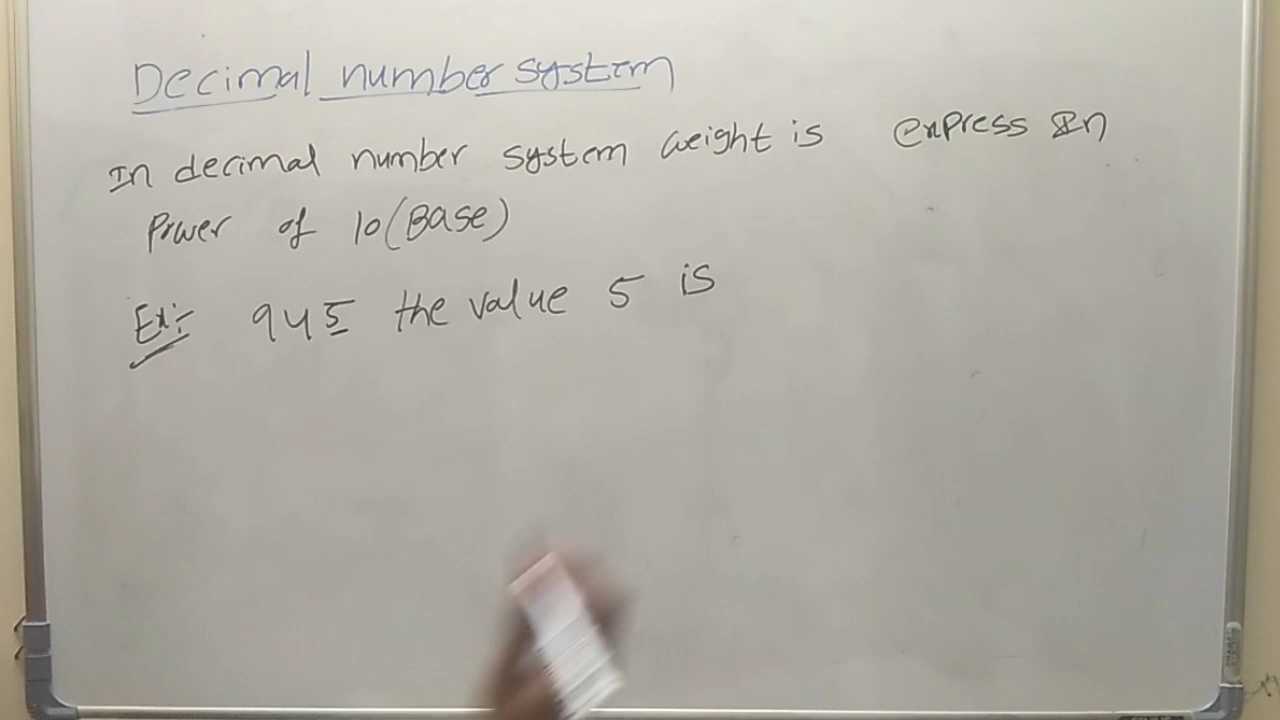 Decimal number system
In decimal number system weight is express in
Power of 10 (Base)
Ex:- 945 the value 5 is